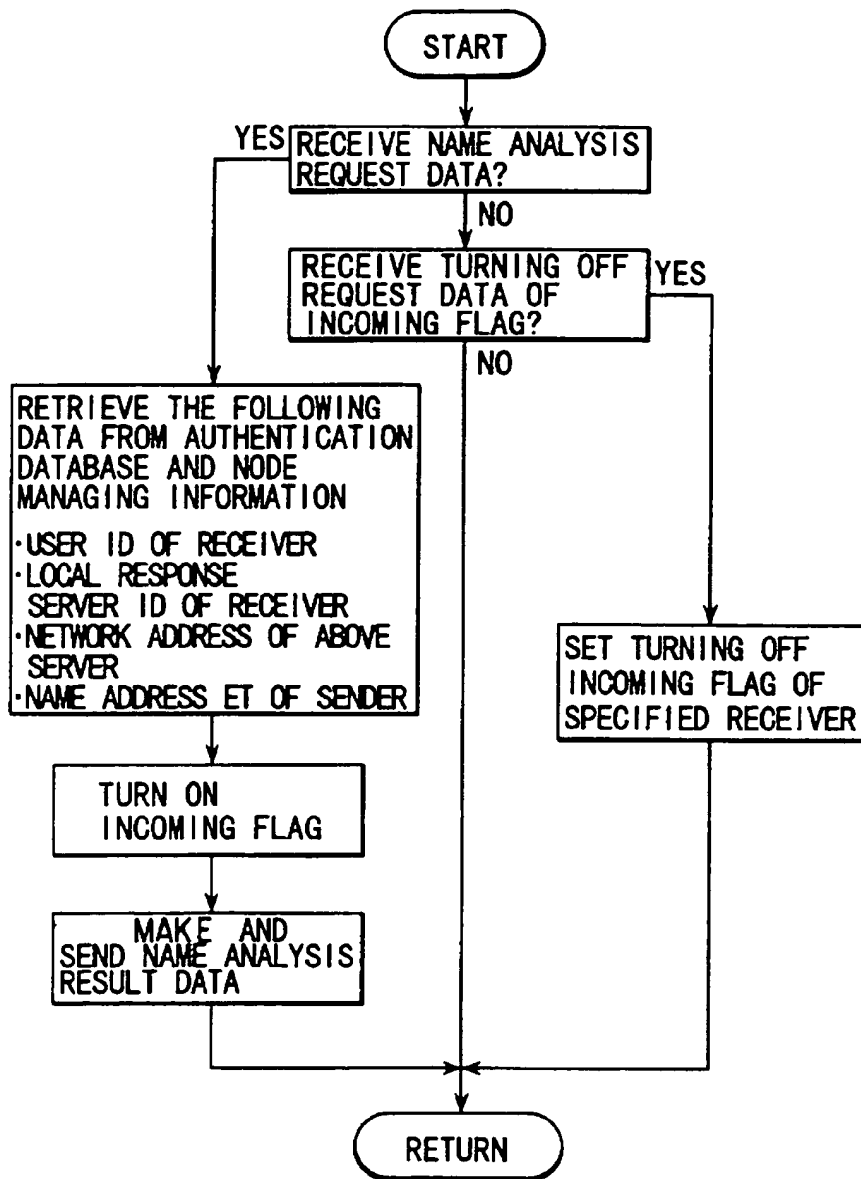 START
YES
RECEIVE NAME ANALYSIS
REQUEST DATA?
NO
RECEIVE TURNING OFF
REQUEST DATA OF
INCOMING FLAG?
YES
NO
RETRIEVE THE FOLLOWING
DATA FROM AUTHENTICATION
DATABASE AND NODE
MANAGING INFORMATION
·USER ID OF RECEIVER
·LOCAL RESPONSE
SERVER ID OF RECEIVER
·NETWORK ADDRESS OF ABOVE
SERVER
·NAME ADDRESS ET OF SENDER
SET TURNING OFF
INCOMING FLAG OF
SPECIFIED RECEIVER
TURN ON
INCOMING FLAG
MAKE AND
SEND NAME ANALYSIS
RESULT DATA
RETURN